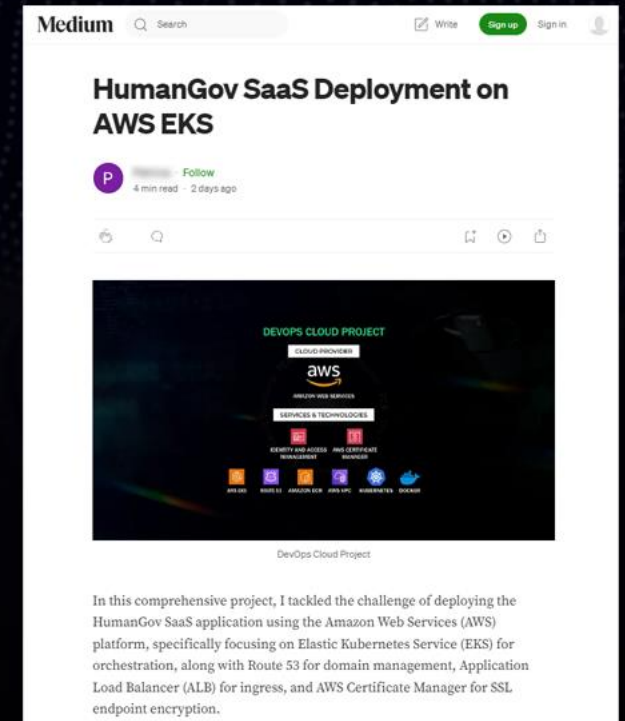 Medium
Search
Write
Sign up
Sign in
HumanGov SaaS Deployment on
AWS EKS
P
Follow
4 min read · 2 days ago
DEVOPS CLOUD PROJECT
CLOUD PROVIDER
aws
AMAZON WEB SERVICES
SERVICES & TECHNOLOGIES
IDENTITY AND ACCESS
MANAGEMENT
AWS CERTIFICATE
MANAGER
AWS EKS
ROUTE 53
AMAZON ECR
AWS VPC
KUBERNETES
DOCKER
DevOps Cloud Project
In this comprehensive project, I tackled the challenge of deploying the
HumanGov SaaS application using the Amazon Web Services (AWS)
platform, specifically focusing on Elastic Kubernetes Service (EKS) for
orchestration, along with Route 53 for domain management, Application
Load Balancer (ALB) for ingress, and AWS Certificate Manager for SSL
endpoint encryption.